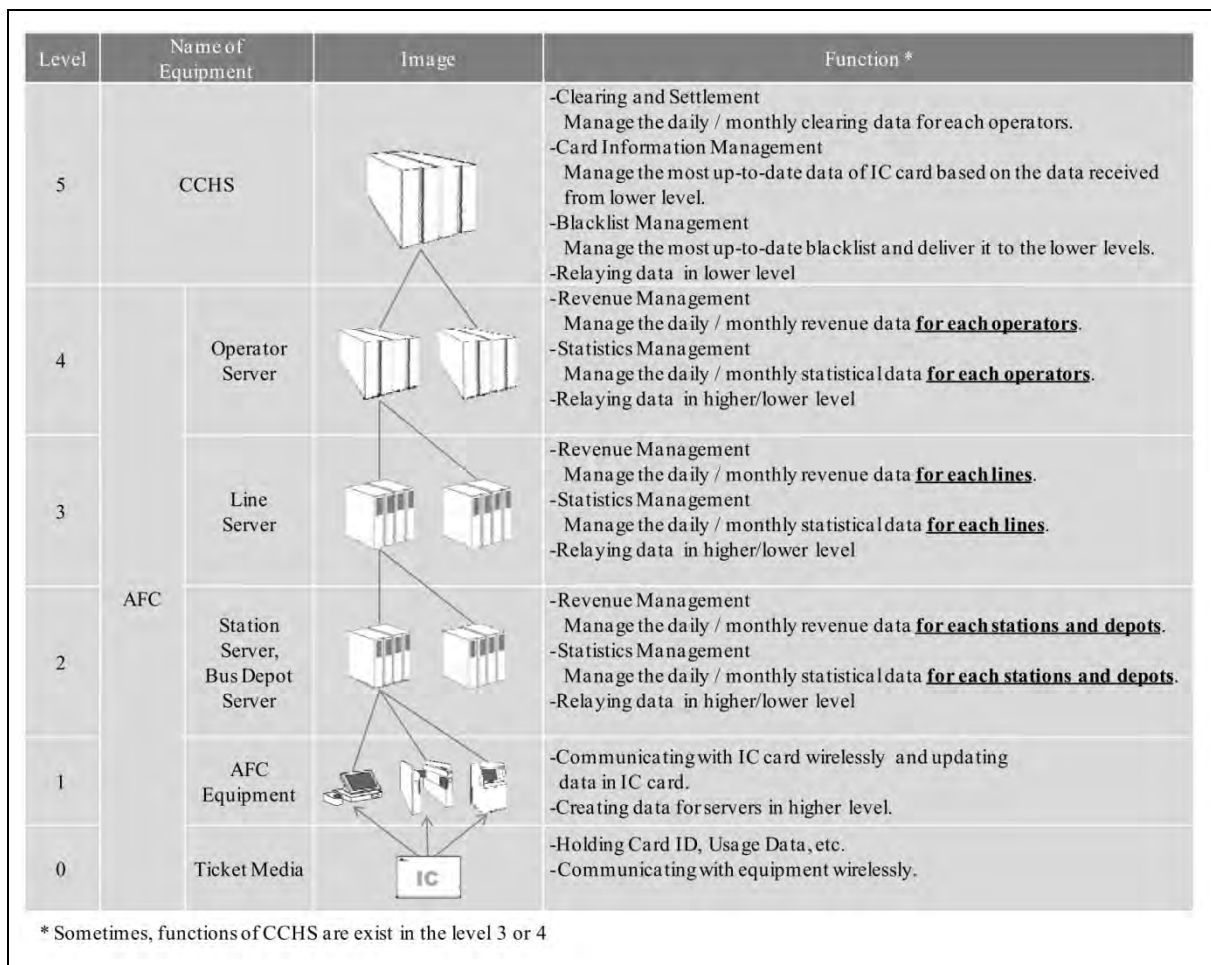 Level
Name of
Equipment
Image
Function *
5
CCHS
-Clearing and Settlement
Manage the daily / monthly clearing data for each operators.
-Card Information Management
Manage the most up-to-date data of IC card based on the data received
from lower level.
-Blacklist Management
Manage the most up-to-date blacklist and deliver it to the lower levels.
-Relaying data in lower level
AFC
4
Operator
Server
-Revenue Management
Manage the daily / monthly revenue data for each operators.
-Statistics Management
Manage the daily / monthly statistical data for each operators.
-Relaying data in higher/lower level
3
Line
Server
-Revenue Management
Manage the daily / monthly revenue data for each lines.
-Statistics Management
Manage the daily / monthly statistical data for each lines.
-Relaying data in higher/lower level
2
Station
Server,
Bus Depot
Server
-Revenue Management
Manage the daily / monthly revenue data for each stations and depots.
-Statistics Management
Manage the daily / monthly statistical data for each stations and depots.
-Relaying data in higher/lower level
1
AFC
Equipment
-Communicating with IC card wirelessly and updating
data in IC card.
-Creating data for servers in higher level.
0
Ticket Media
IC
-Holding Card ID, Usage Data, etc.
-Communicating with equipment wirelessly.
* Sometimes, functions of CCHS are exist in the level 3 or 4